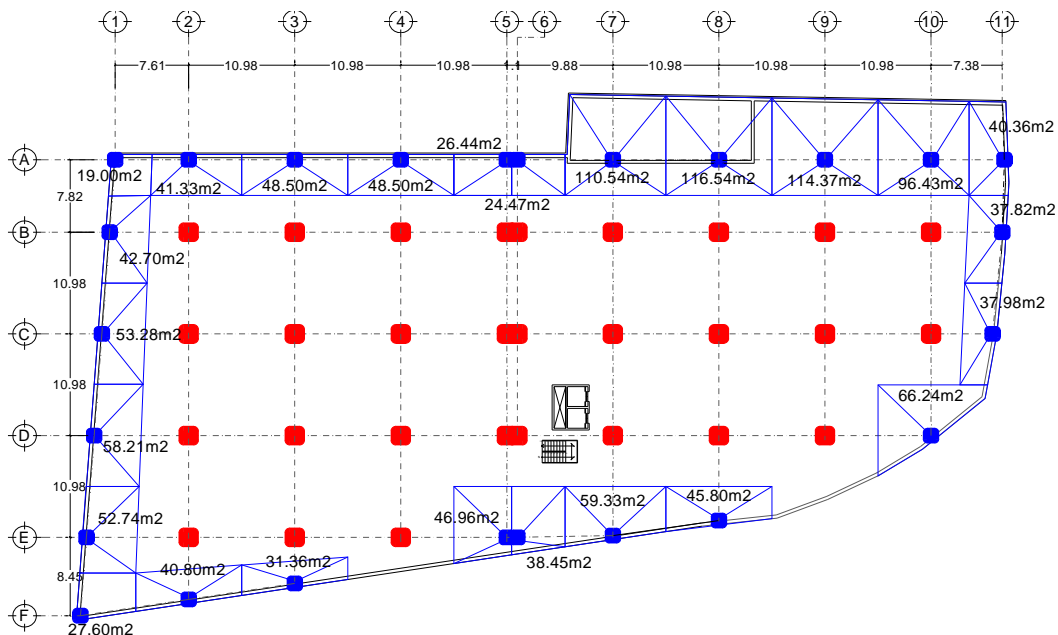 1 2 3 4 5 6 7 8 9 10 11
7.61 10.98 10.98 10.98 1.1 9.88 10.98 10.98 10.98 7.38
A
26.44m2
40.36m2
19.00m2 41.33m2 48.50m2 48.50m2 110.54m2 116.54m2 114.37m2 96.43m2
7.82
24.47m2
37.82m2
B
42.70m2
10.98
37.98m2
C
53.28m2
10.98
66.24m2
D
58.21m2
10.98
52.74m2
46.96m2
59.33m2
45.80m2
E
38.45m2
31.36m2
40.80m2
8.45
F
27.60m2